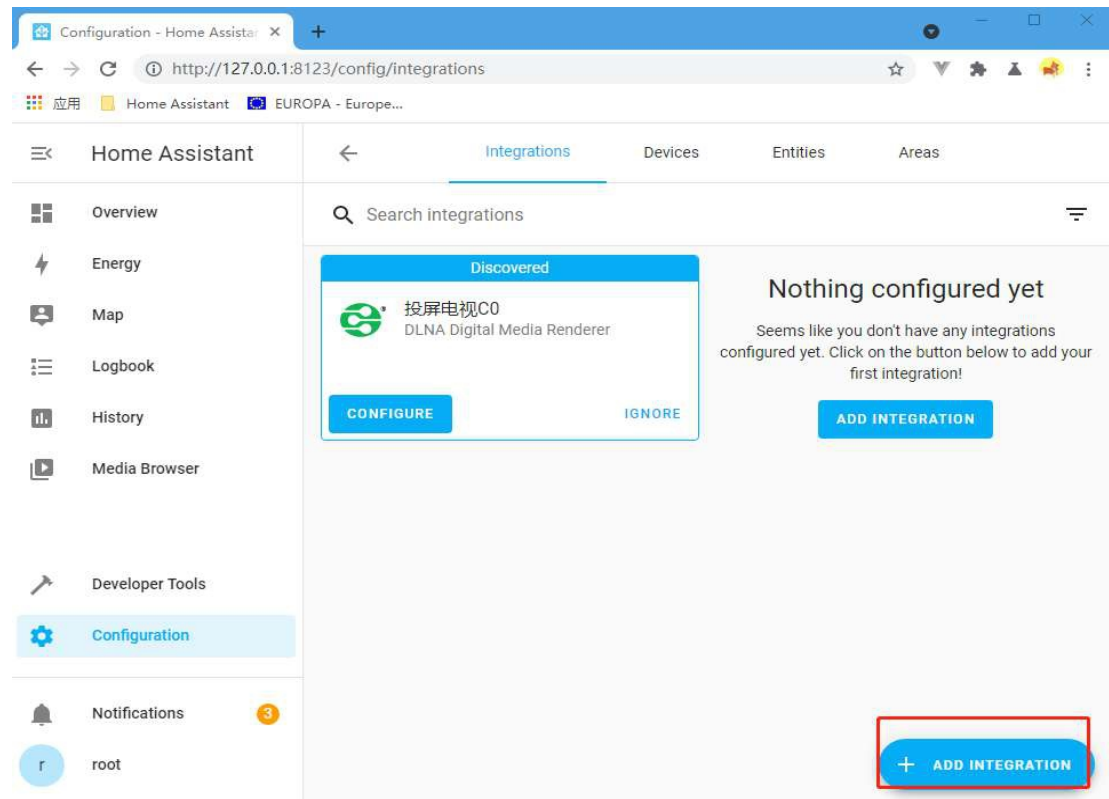 Configuration - Home Assistar
http://127.0.0.1:8123/config/integrations
应用 Home Assistant EUROPA - Europe...
Home Assistant
Integrations Devices Entities Areas
Overview
Search integrations
Energy
Map
Logbook
History
Media Browser
Developer Tools
Configuration
Notifications 3
r root
Discovered
投屏电视C0
DLNA Digital Media Renderer
CONFIGURE IGNORE
Nothing configured yet
Seems like you don't have any integrations
configured yet. Click on the button below to add your
first integration!
ADD INTEGRATION
+ ADD INTEGRATION